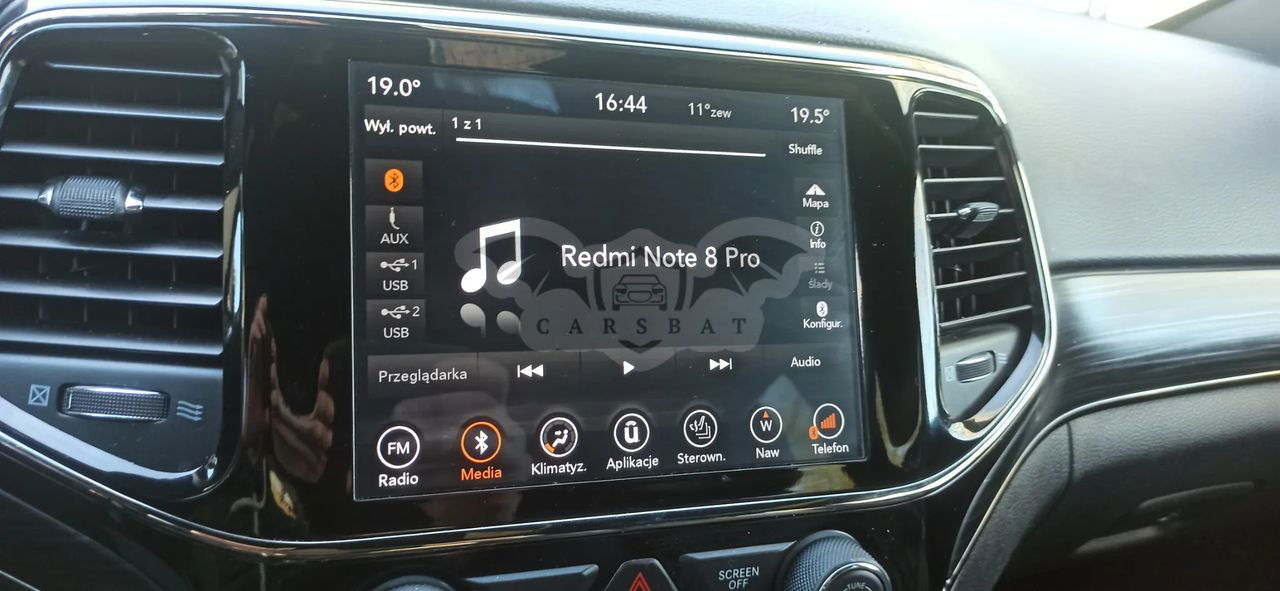 19.0°
16:44
11°zew
19.5°
Wył. powt.
1 z 1
Shuffle
Mapa
AUX
Info
Redmi Note 8 Pro
1
USB
Ślady
2
USB
CARSBAT
Konfigur.
Przeglądarka
Audio
FM
W
Radio
Media
Klimatyz.
Aplikacje
Sterown.
Naw
Telefon
SCREEN
OFF
TUNE